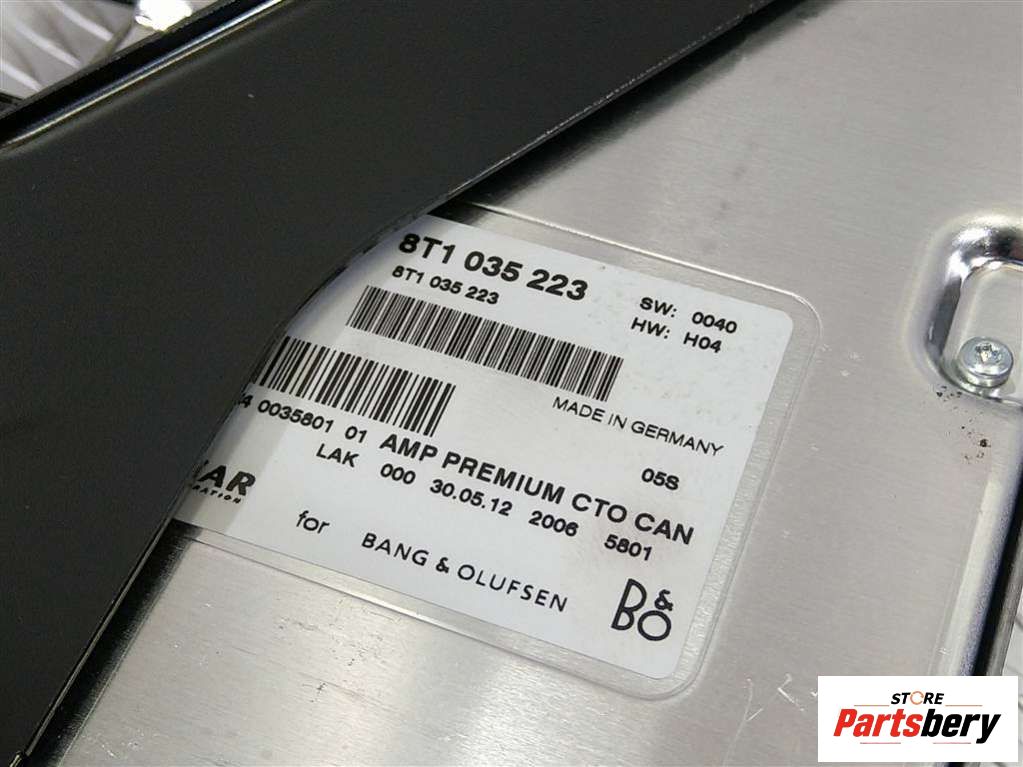 8T1 035 223
8T1 035 223
SW: 0040
HW: H04
MADE IN GERMANY
4 0035801 01 AMP PREMIUM CTO CAN
05S
LAK 000 30.05.12 2006 5801
for BANG & OLUFSEN
B&O
STORE
Partsbery